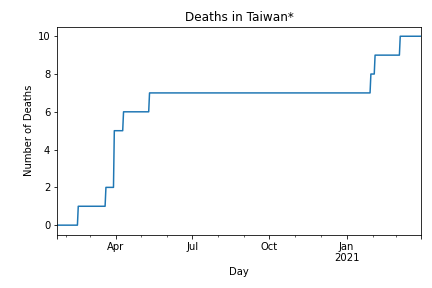 Deaths in Taiwan*
Number of Deaths
10
8
6
4
2
0
Apr
Jul
Oct
Jan
2021
Day